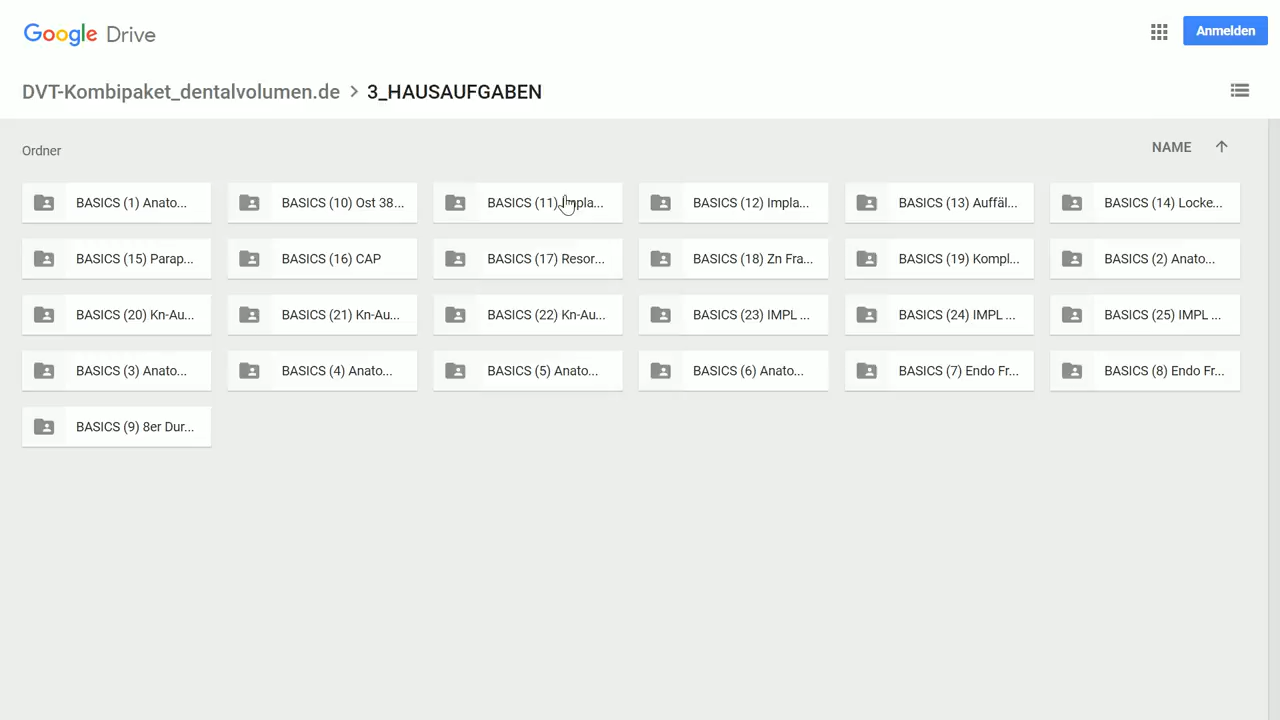 Google Drive
Anmelden
DVT-Kombipaket_dentalvolumen.de > 3_HAUSAUFGABEN
Ordner
NAME
BASICS (1) Anato...
BASICS (10) Ost 38...
BASICS (11) Impla...
BASICS (12) Impla...
BASICS (13) Auffäl...
BASICS (14) Locke...
BASICS (15) Parap...
BASICS (16) CAP
BASICS (17) Resor...
BASICS (18) Zn Fra...
BASICS (19) Kompl...
BASICS (2) Anato...
BASICS (20) Kn-Au...
BASICS (21) Kn-Au...
BASICS (22) Kn-Au...
BASICS (23) IMPL ...
BASICS (24) IMPL ...
BASICS (25) IMPL ...
BASICS (3) Anato...
BASICS (4) Anato...
BASICS (5) Anato...
BASICS (6) Anato...
BASICS (7) Endo Fr...
BASICS (8) Endo Fr...
BASICS (9) 8er Dur...